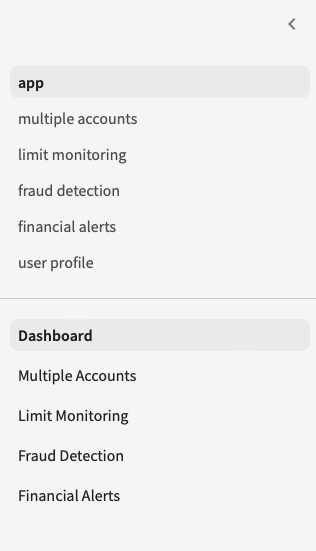 app
multiple accounts
limit monitoring
fraud detection
financial alerts
user profile
Dashboard
Multiple Accounts
Limit Monitoring
Fraud Detection
Financial Alerts